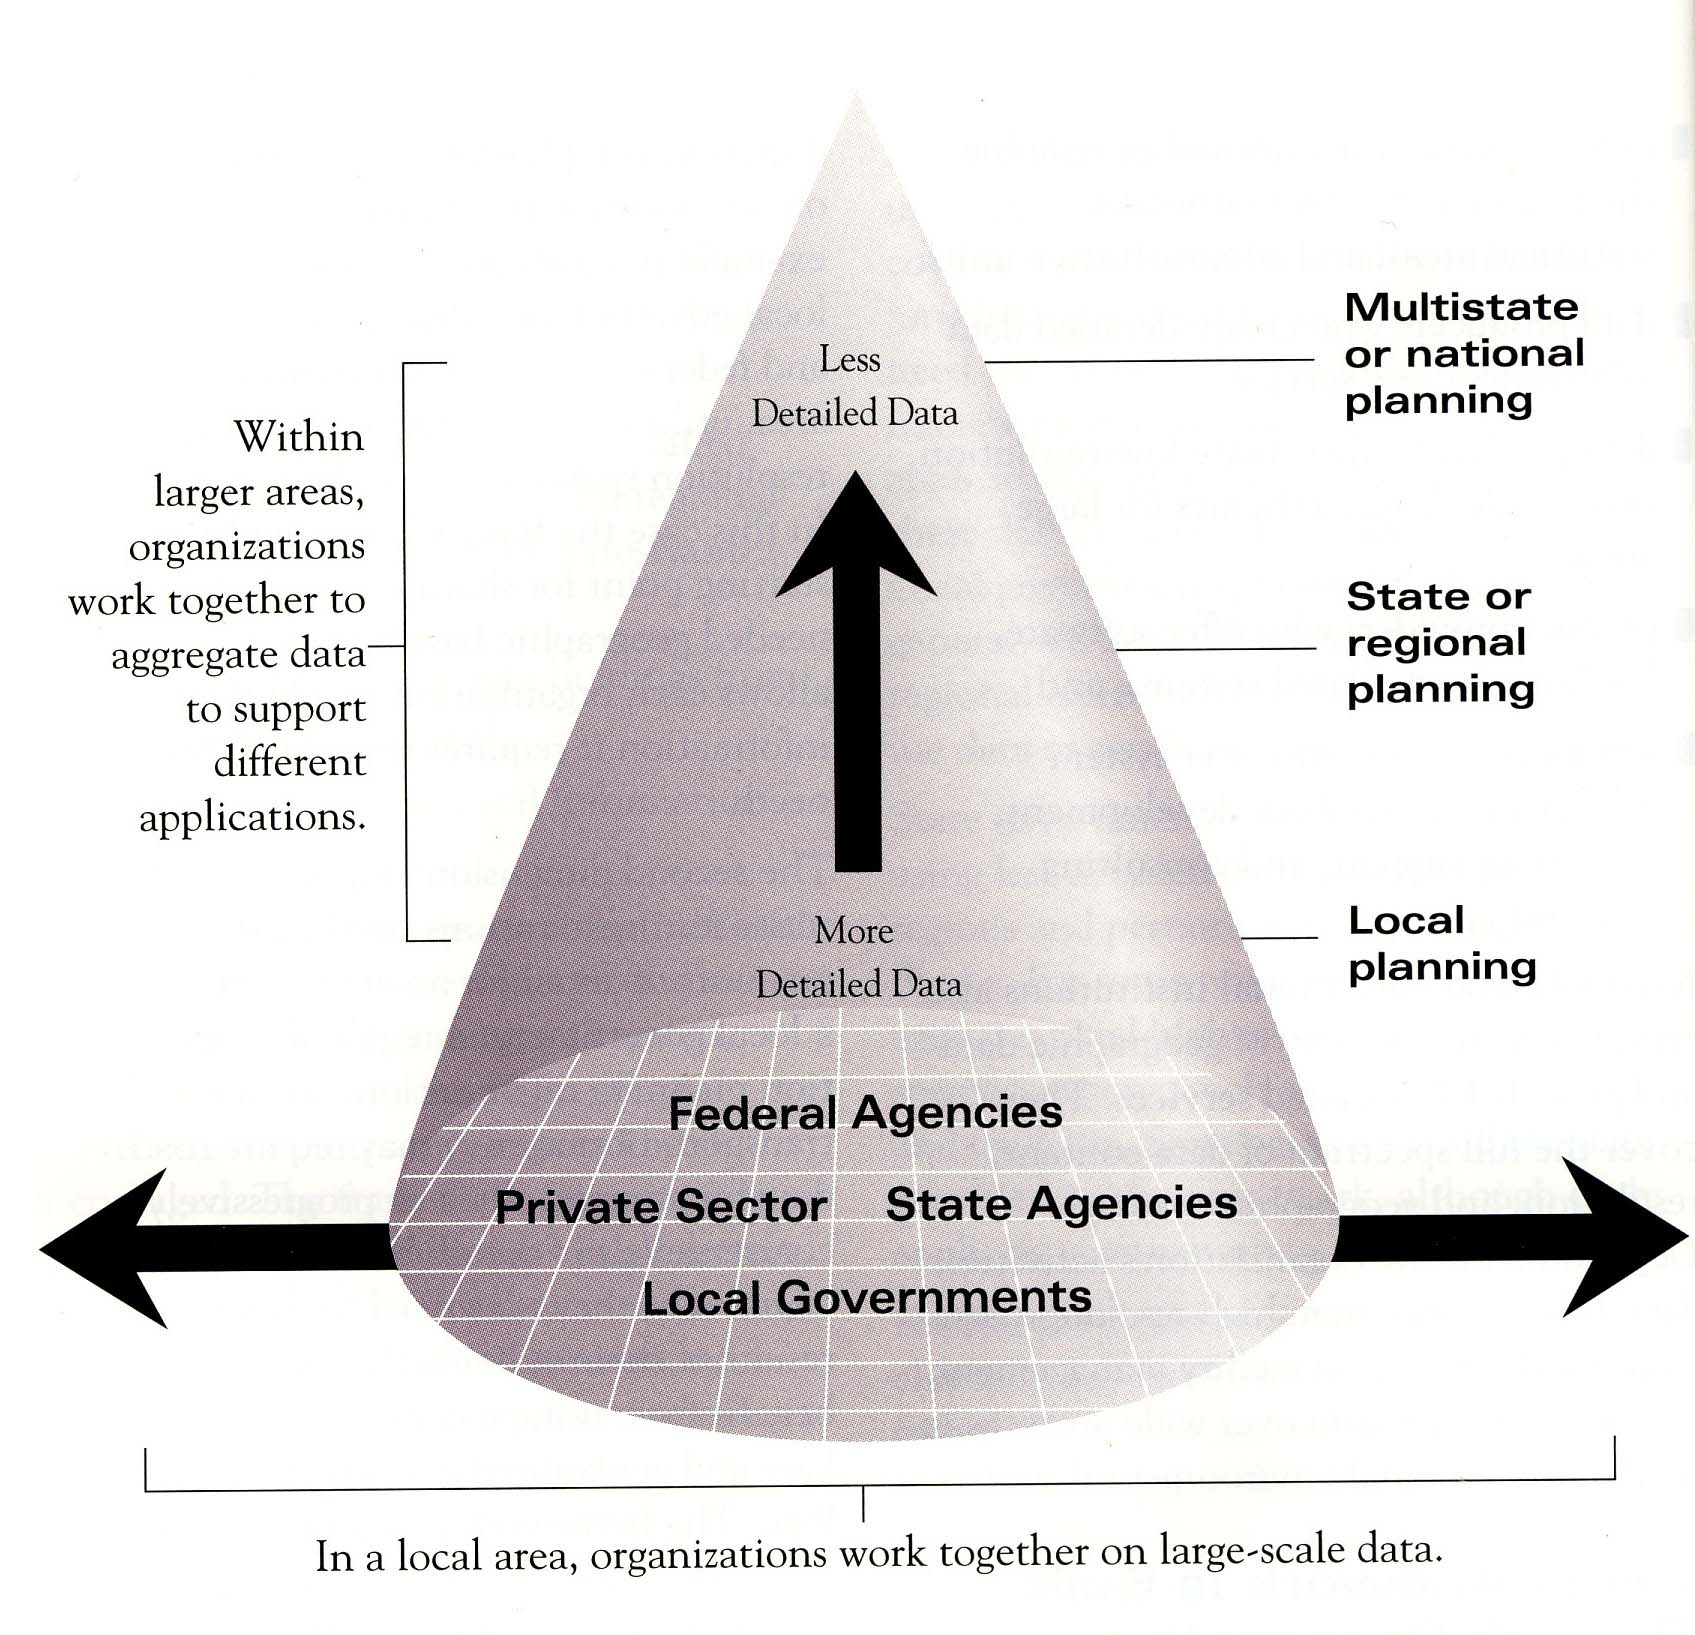 Less
Detailed Data
Multistate
or national
planning
Within
larger areas,
organizations
work together to
aggregate data
to support
different
applications.
State or
regional
planning
More
Detailed Data
Local
planning
Federal Agencies
Private Sector State Agencies
Local Governments
In a local area, organizations work together on large-scale data.